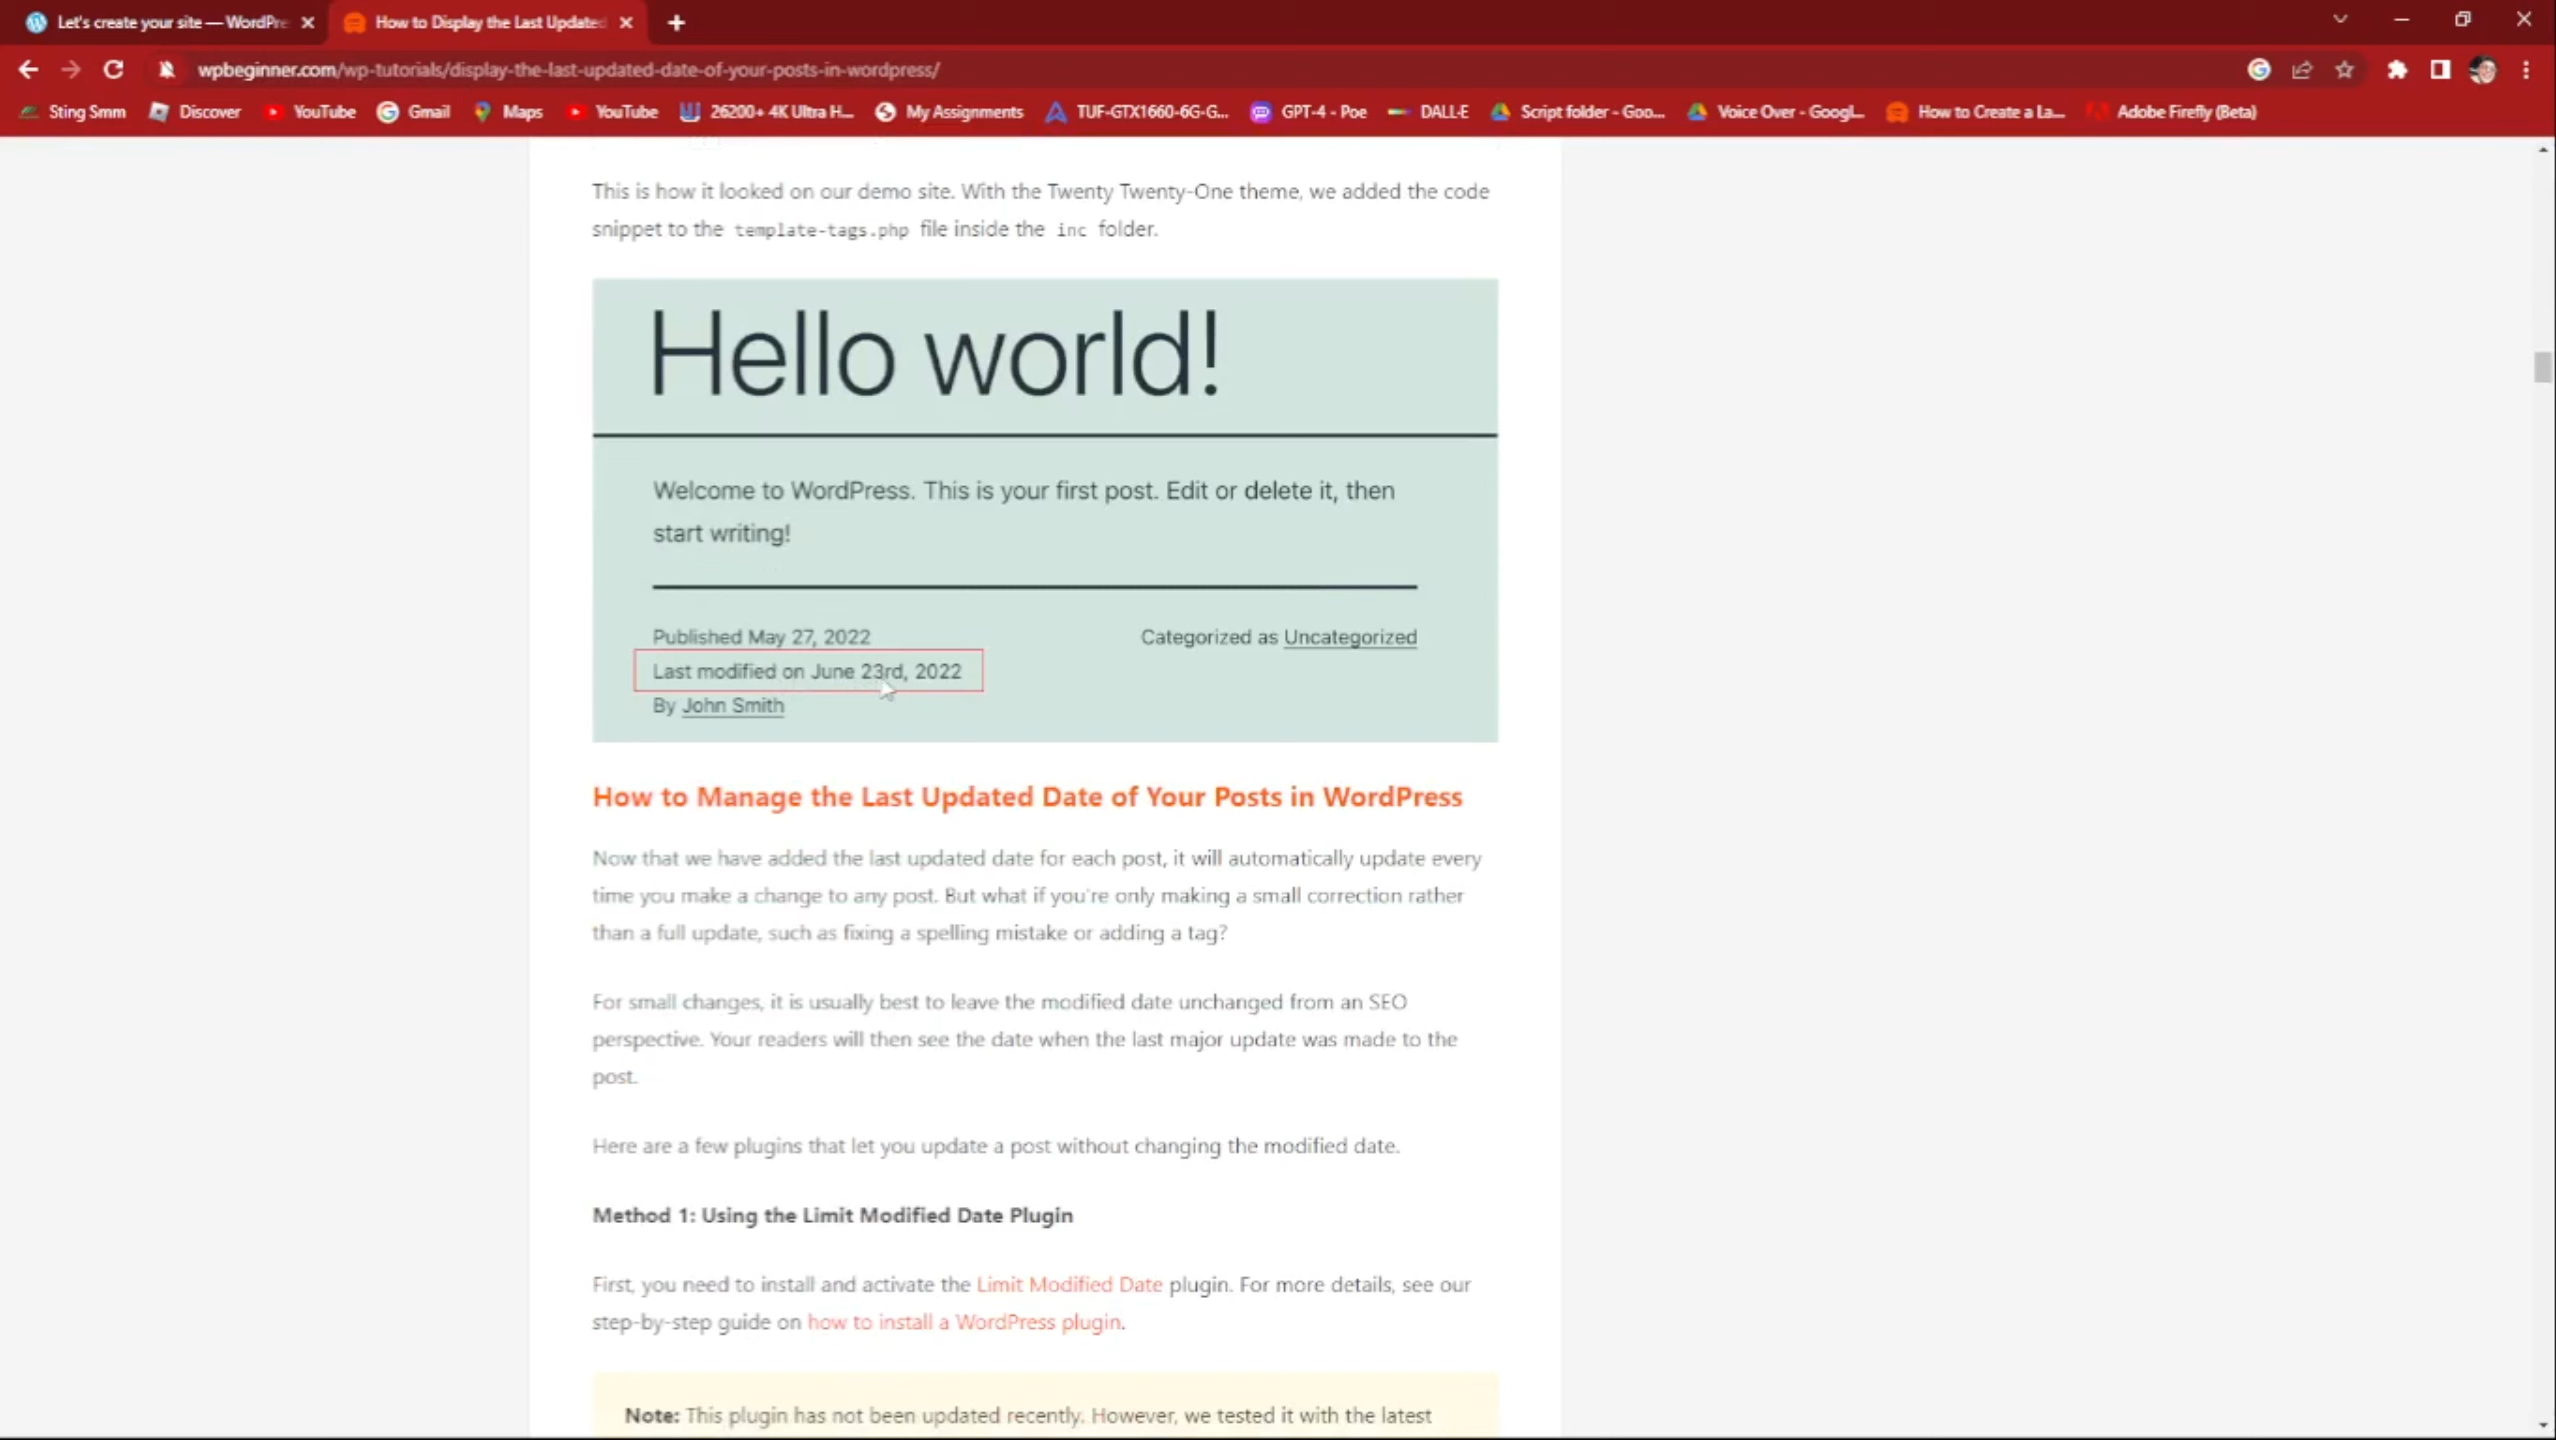 Let's create your site — WordPre
How to Display the Last Updated
wpbeginner.com/wp-tutorials/display-the-last-updated-date-of-your-posts-in-wordpress/
Sting Smm Discover YouTube Gmail Maps YouTube 26200+ 4K Ultra H... My Assignments TUF-GTX1660-6G-G... GPT-4 - Poe DALL·E Script folder - Goo... Voice Over - Googl... How to Create a La... Adobe Firefly (Beta)
This is how it looked on our demo site. With the Twenty Twenty-One theme, we added the code
snippet to the template-tags.php file inside the inc folder.
Hello world!
Welcome to WordPress. This is your first post. Edit or delete it, then
start writing!
Published May 27, 2022
Categorized as Uncategorized
Last modified on June 23rd, 2022
By John Smith
How to Manage the Last Updated Date of Your Posts in WordPress
Now that we have added the last updated date for each post, it will automatically update every
time you make a change to any post. But what if you're only making a small correction rather
than a full update, such as fixing a spelling mistake or adding a tag?
For small changes, it is usually best to leave the modified date unchanged from an SEO
perspective. Your readers will then see the date when the last major update was made to the
post.
Here are a few plugins that let you update a post without changing the modified date.
Method 1: Using the Limit Modified Date Plugin
First, you need to install and activate the Limit Modified Date plugin. For more details, see our
step-by-step guide on how to install a WordPress plugin.
Note: This plugin has not been updated recently. However, we tested it with the latest